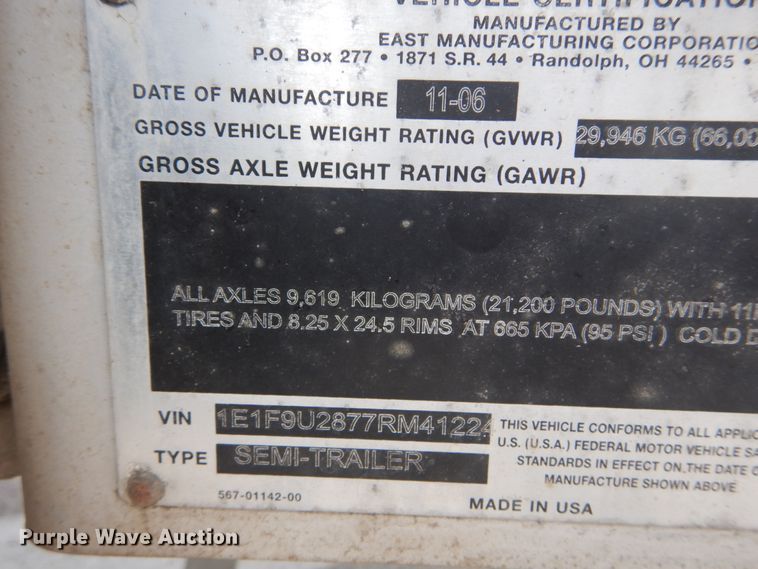 VEHICLE CERTIFICATION
MANUFACTURED BY
EAST MANUFACTURING CORPORATIO
P.O. Box 277 • 1871 S.R. 44 • Randolph, OH 44265 •
DATE OF MANUFACTURE 11-06
GROSS VEHICLE WEIGHT RATING (GVWR) 29,946 KG (66,00
GROSS AXLE WEIGHT RATING (GAWR)
ALL AXLES 9,619 KILOGRAMS (21,200 POUNDS) WITH 11
TIRES AND 8.25 X 24.5 RIMS AT 665 KPA (95 PSI ) COLD
VIN 1E1F9U2877RM41224
THIS VEHICLE CONFORMS TO ALL APPLIC
U.S. (U.S.A.) FEDERAL MOTOR VEHICLE SA
TYPE SEMI-TRAILER
STANDARDS IN EFFECT ON THE DATE O
MANUFACTURE SHOWN ABOVE
567-01142-00
MADE IN USA
Purple Wave Auction